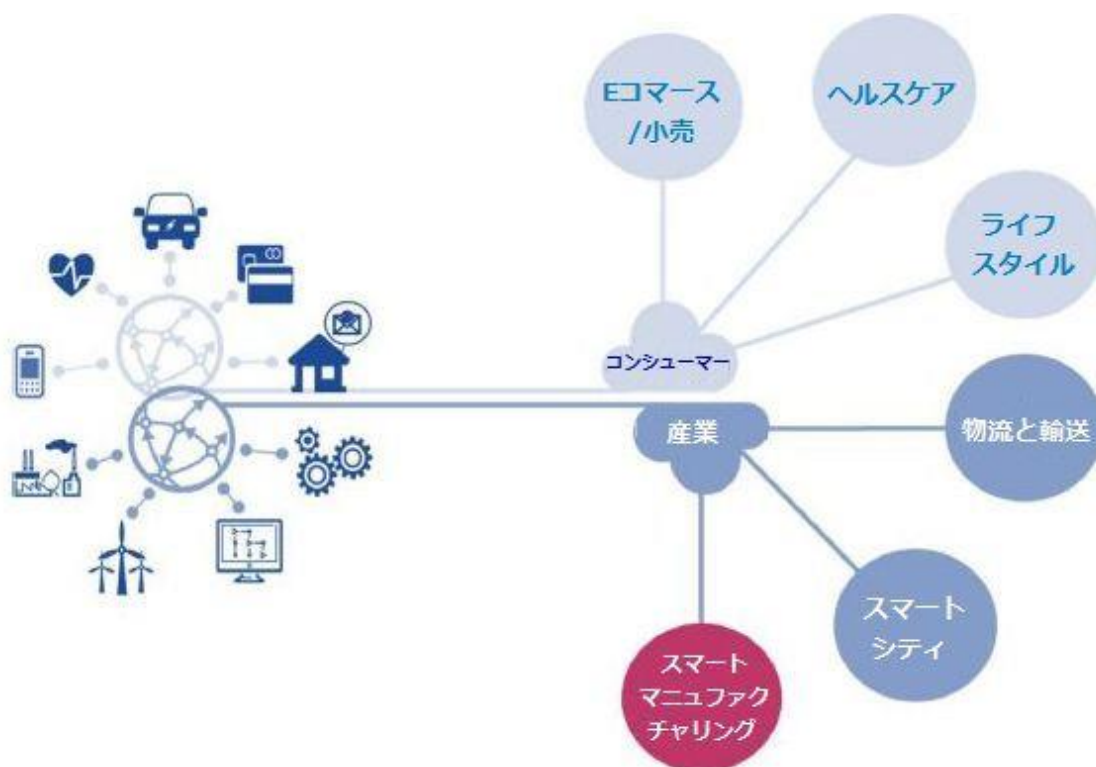 Eコマース
/小売
ヘルスケア
ライフ
スタイル
コンシューマー
産業
物流と輸送
スマート
シティ
スマート
マニュファク
チャリング